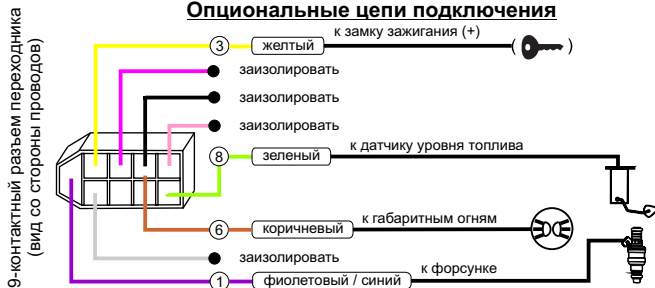 Опциональные цепи подключения
9-контактный разъем переходника
(вид со стороны проводов)
3 желтый к замку зажигания (+) ( )
заизолировать
заизолировать
заизолировать
8 зеленый к датчику уровня топлива
6 коричневый к габаритным огням
заизолировать
1 фиолетовый / синий к форсунке